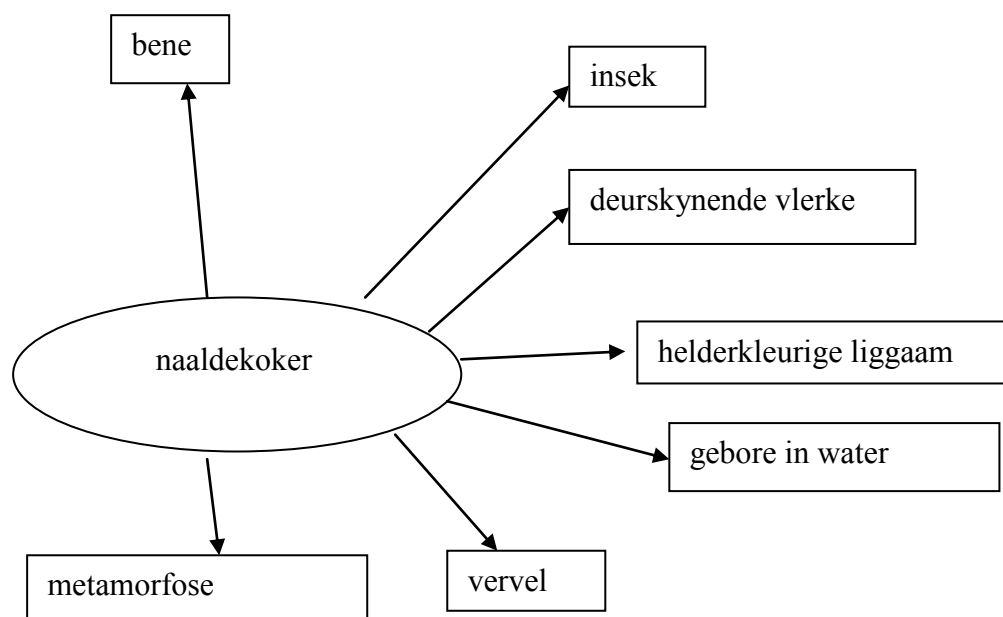 bene
insek
deurskynende vlerke
naaldekoker
helderkleurige liggaam
gebore in water
metamorfose
vervel